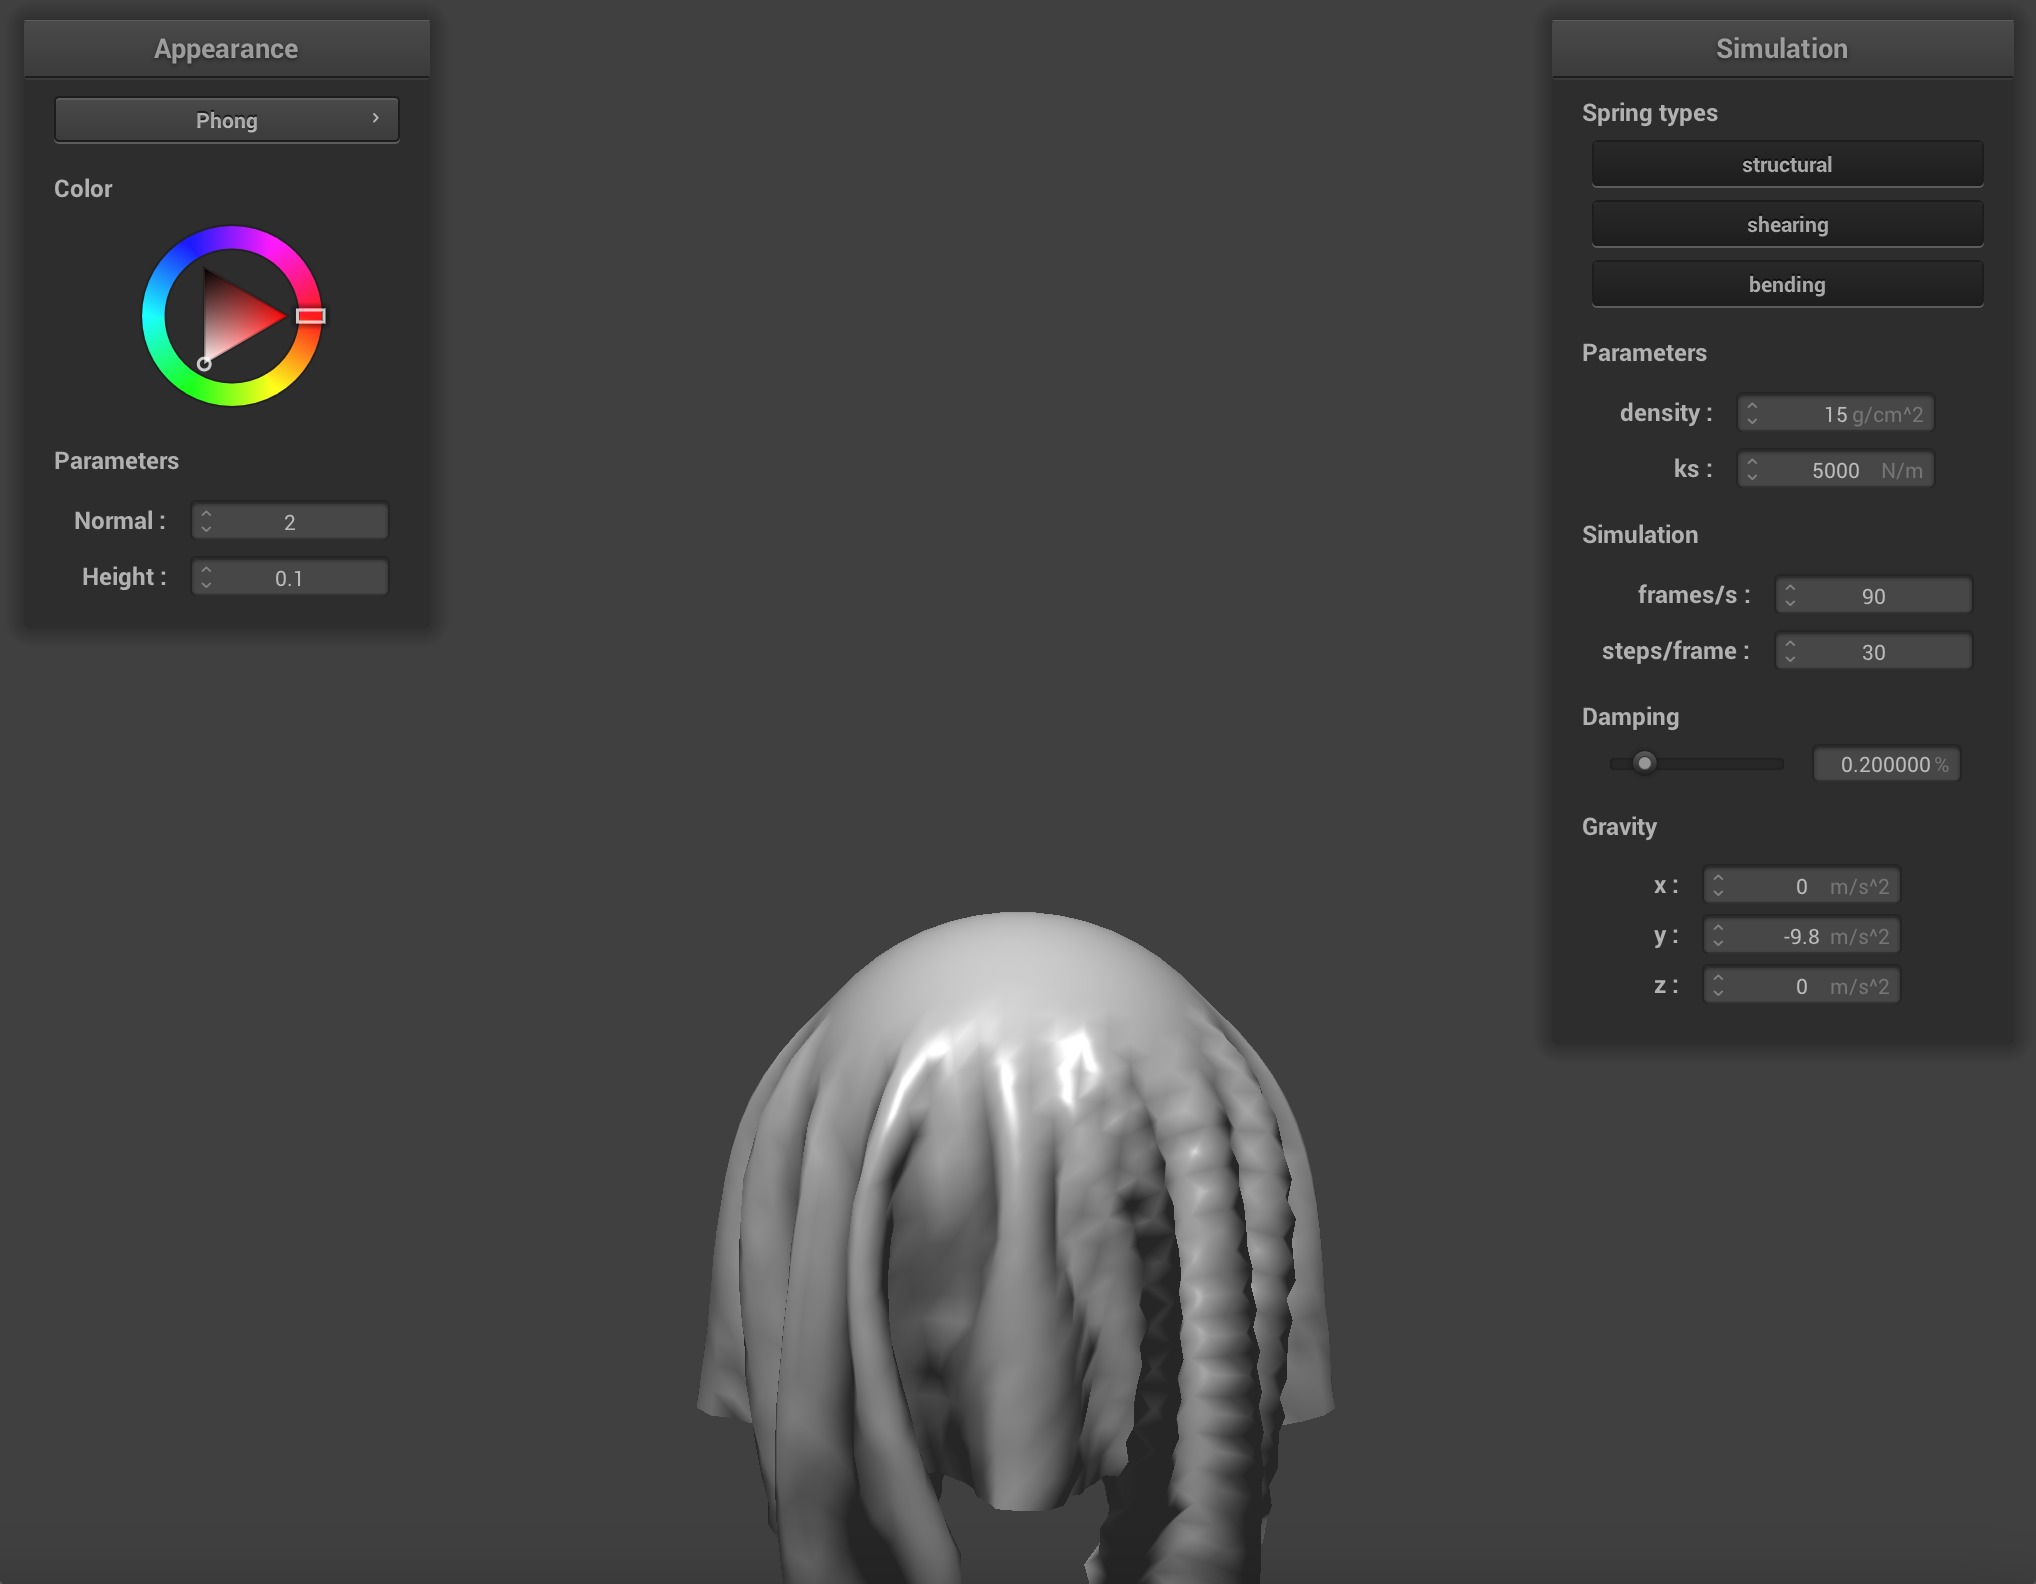 Appearance
Phong
Color
Parameters
Normal : 2
Height : 0.1
Simulation
Spring types
structural
shearing
bending
Parameters
density : 15 g/cm^2
ks : 5000 N/m
Simulation
frames/s : 90
steps/frame : 30
Damping
0.200000 %
Gravity
x : 0 m/s^2
y : -9.8 m/s^2
z : 0 m/s^2